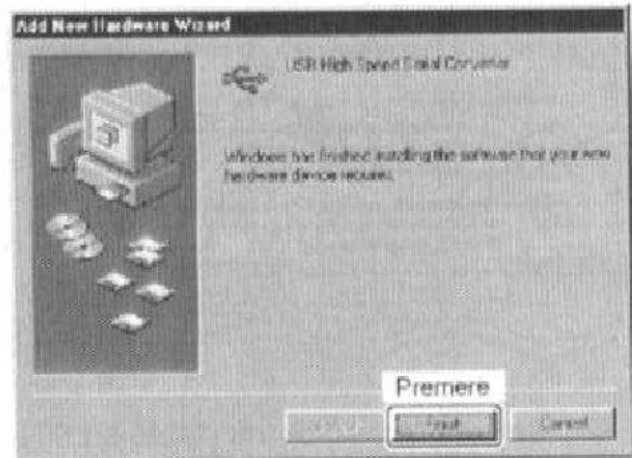 Add New Hardware Wizard
USB High Speed Serial Converter
Windows has finished installing the software that your new
hardware device requires.
Premere
Finish
Cancel